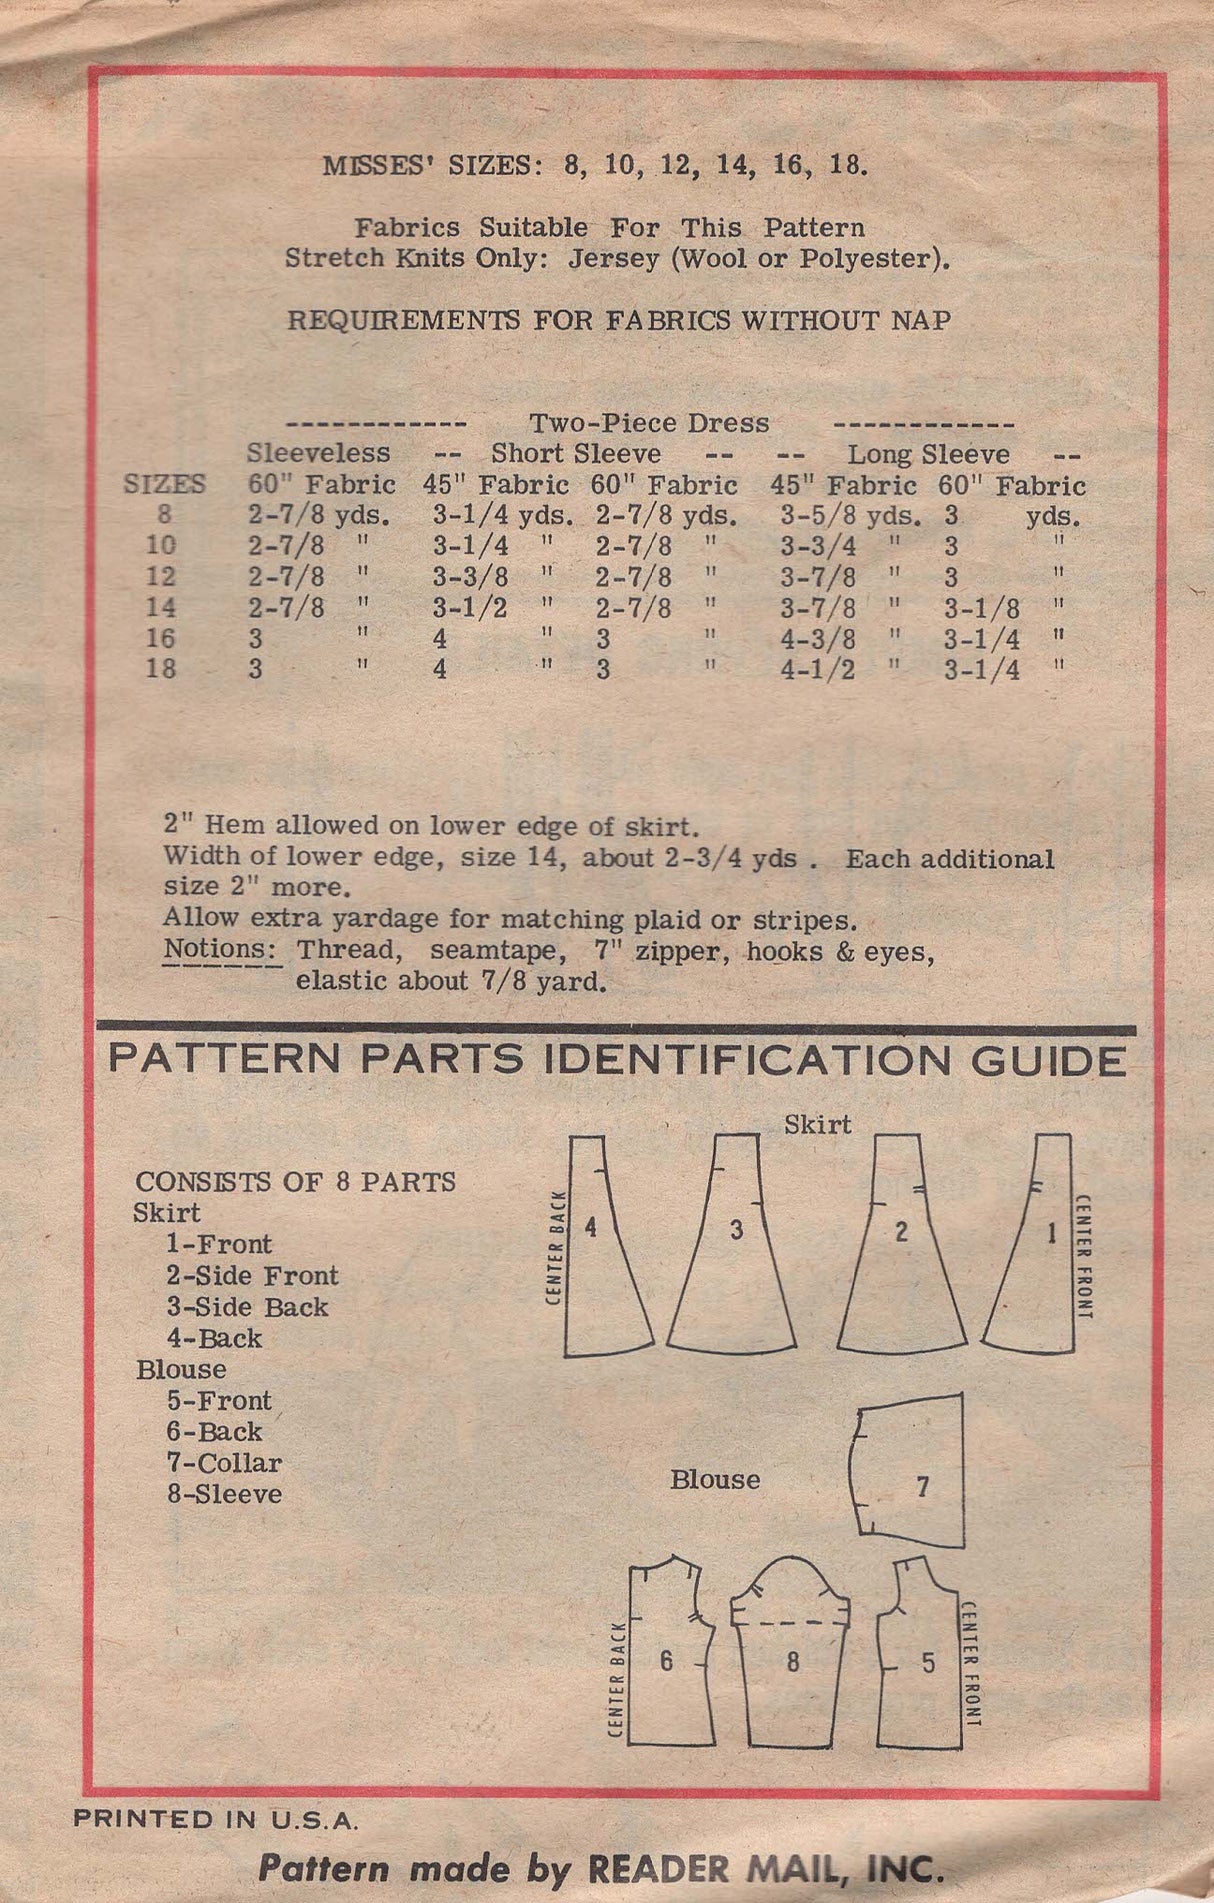 MISSES' SIZES: 8, 10, 12, 14, 16, 18.
Fabrics Suitable For This Pattern
Stretch Knits Only: Jersey (Wool or Polyester).
REQUIREMENTS FOR FABRICS WITHOUT NAP
------------ Two-Piece Dress ------------
Sleeveless -- Short Sleeve -- -- Long Sleeve --
SIZES 60" Fabric 45" Fabric 60" Fabric 45" Fabric 60" Fabric
8 2-7/8 yds. 3-1/4 yds. 2-7/8 yds. 3-5/8 yds. 3 yds.
10 2-7/8 " 3-1/4 " 2-7/8 " 3-3/4 " 3 "
12 2-7/8 " 3-3/8 " 2-7/8 " 3-7/8 " 3 "
14 2-7/8 " 3-1/2 " 2-7/8 " 3-7/8 " 3-1/8 "
16 3 " 4 " 3 " 4-3/8 " 3-1/4 "
18 3 " 4 " 3 " 4-1/2 " 3-1/4 "
2" Hem allowed on lower edge of skirt.
Width of lower edge, size 14, about 2-3/4 yds . Each additional
size 2" more.
Allow extra yardage for matching plaid or stripes.
Notions: Thread, seamtape, 7" zipper, hooks & eyes,
elastic about 7/8 yard.
PATTERN PARTS IDENTIFICATION GUIDE
CONSISTS OF 8 PARTS
Skirt
1-Front
2-Side Front
3-Side Back
4-Back
Blouse
5-Front
6-Back
7-Collar
8-Sleeve
Skirt
CENTER BACK
4
3
2
1
CENTER FRONT
Blouse
7
CENTER BACK
6
8
5
CENTER FRONT
PRINTED IN U.S.A.
Pattern made by READER MAIL, INC.